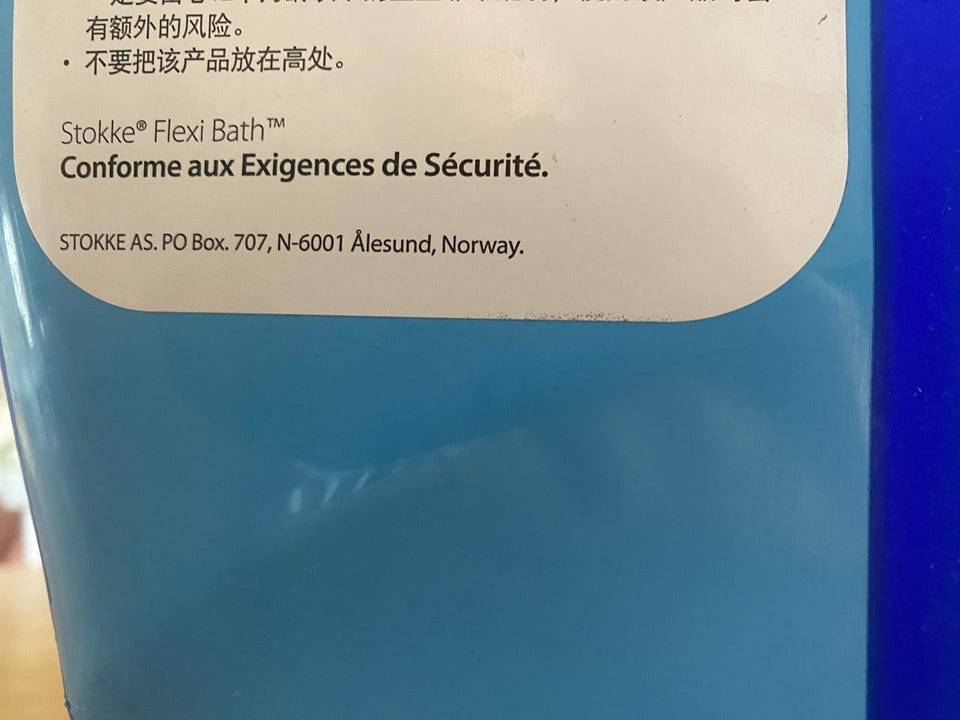 有额外的风险。
• 不要把该产品放在高处。
Stokke® Flexi Bath™
Conforme aux Exigences de Sécurité.
STOKKE AS. PO Box. 707, N-6001 Ålesund, Norway.